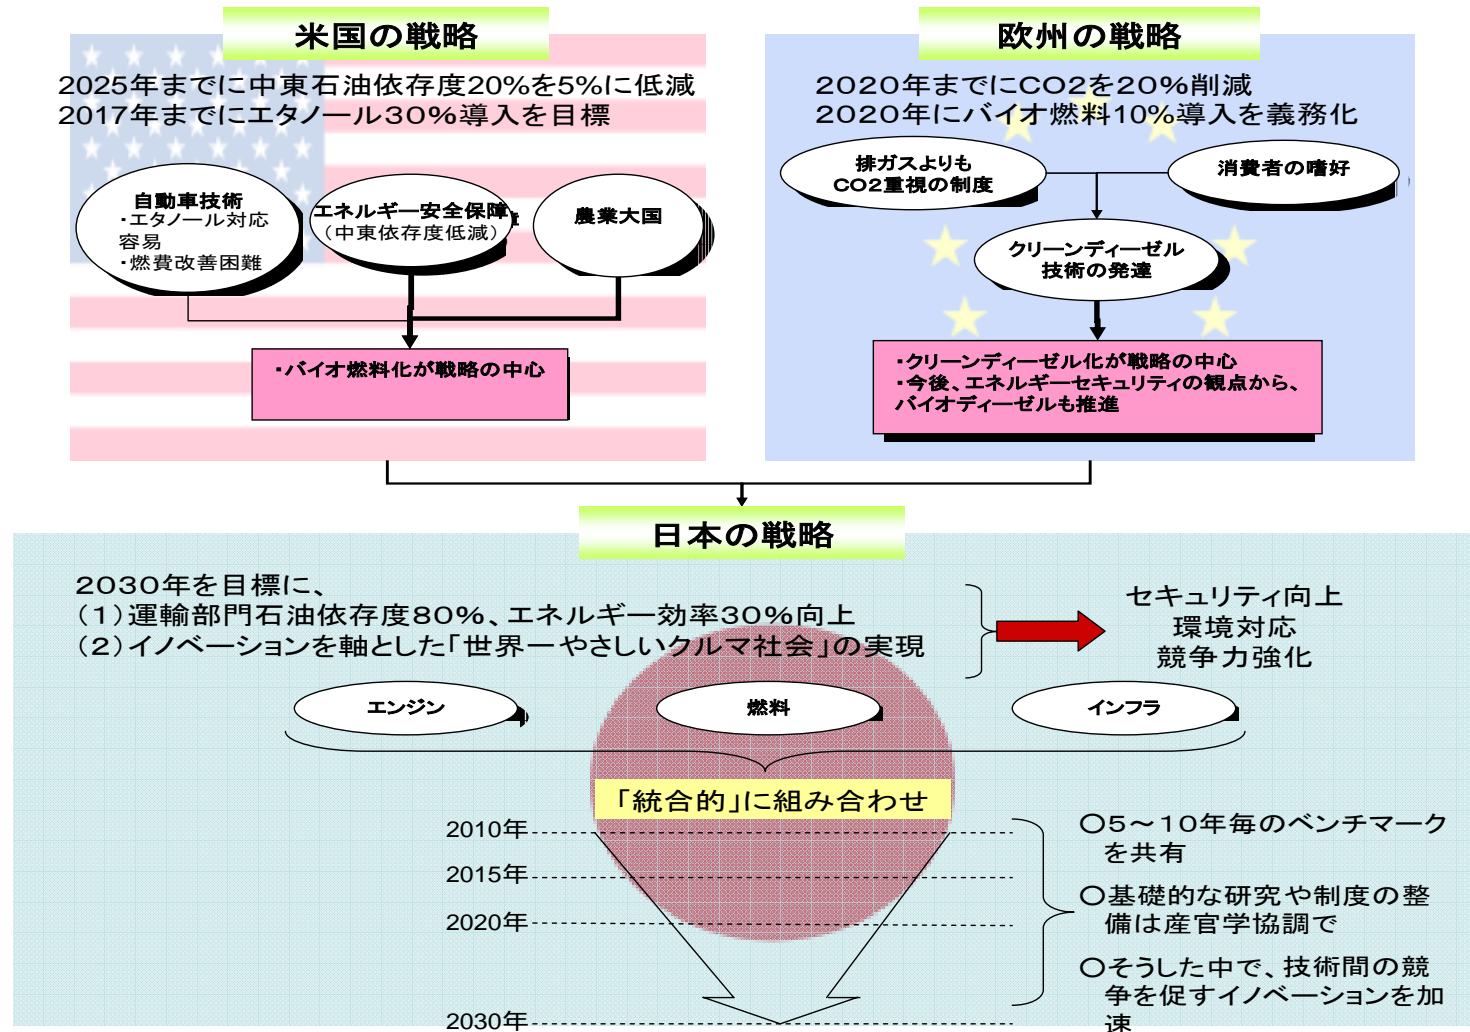 米国の戦略
2025年までに中東石油依存度20%を5%に低減
2017年までにエタノール30%導入を目標
自動車技術
・エタノール対応
容易
・燃費改善困難
エネルギー安全保障
（中東依存度低減）
農業大国
・バイオ燃料化が戦略の中心
欧州の戦略
2020年までにCO2を20%削減
2020年にバイオ燃料10%導入を義務化
排ガスよりも
CO2重視の制度
消費者の嗜好
クリーンディーゼル
技術の発達
・クリーンディーゼル化が戦略の中心
・今後、エネルギーセキュリティの観点から、
バイオディーゼルも推進
日本の戦略
2030年を目標に、
（1）運輸部門石油依存度80%、エネルギー効率30%向上
（2）イノベーションを軸とした「世界一やさしいクルマ社会」の実現
セキュリティ向上
環境対応
競争力強化
エンジン
燃料
インフラ
「統合的」に組み合わせ
2010年
2015年
2020年
2030年
○5～10年毎のベンチマーク
を共有
○基礎的な研究や制度の整
備は産官学協調で
○そうした中で、技術間の競
争を促すイノベーションを加
速